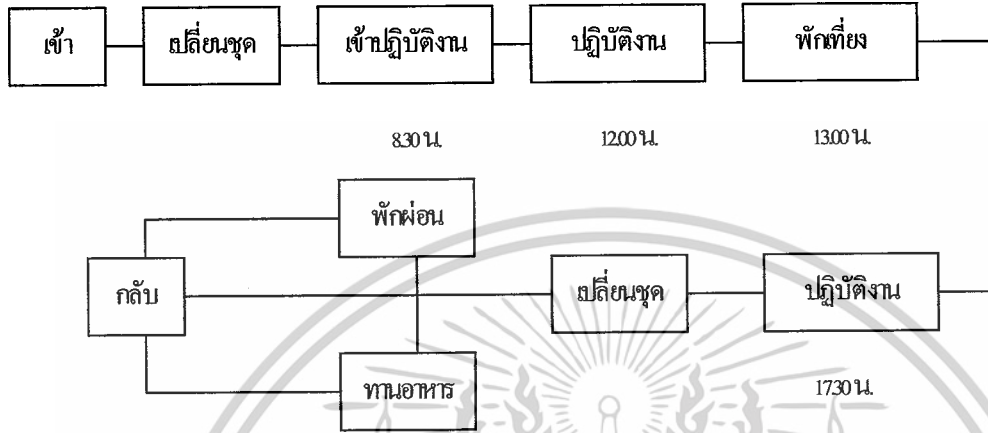 เข้า
เปลี่ยนชุด
เข้าปฏิบัติงาน
ปฏิบัติงาน
พักเที่ยง
8.30 น.
12.00 น.
13.00 น.
พักผ่อน
กลับ
เปลี่ยนชุด
ปฏิบัติงาน
ทานอาหาร
17.30 น.